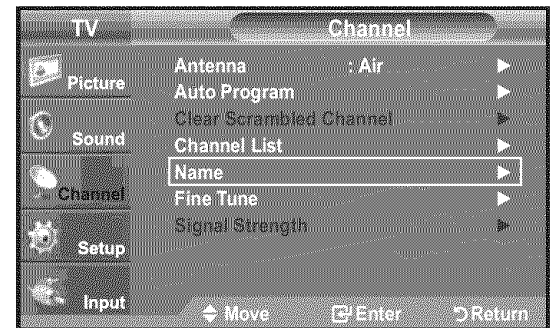 TV
Channel
Picture
Sound
Channel
Setup
Input
Antenna : Air
Auto Program
Clear Scrambled Channel
Channel List
Name
Fine Tune
Signal Strength
Move Enter Return